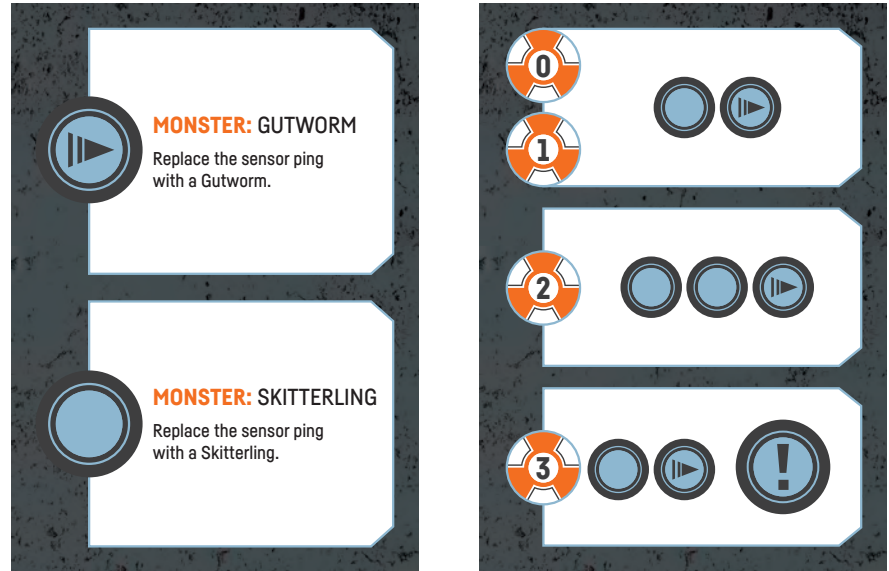 MONSTER: GUTWORM
Replace the sensor ping
with a Gutworm.
MONSTER: SKITTERLING
Replace the sensor ping
with a Skitterling.
0
1
2
3
!